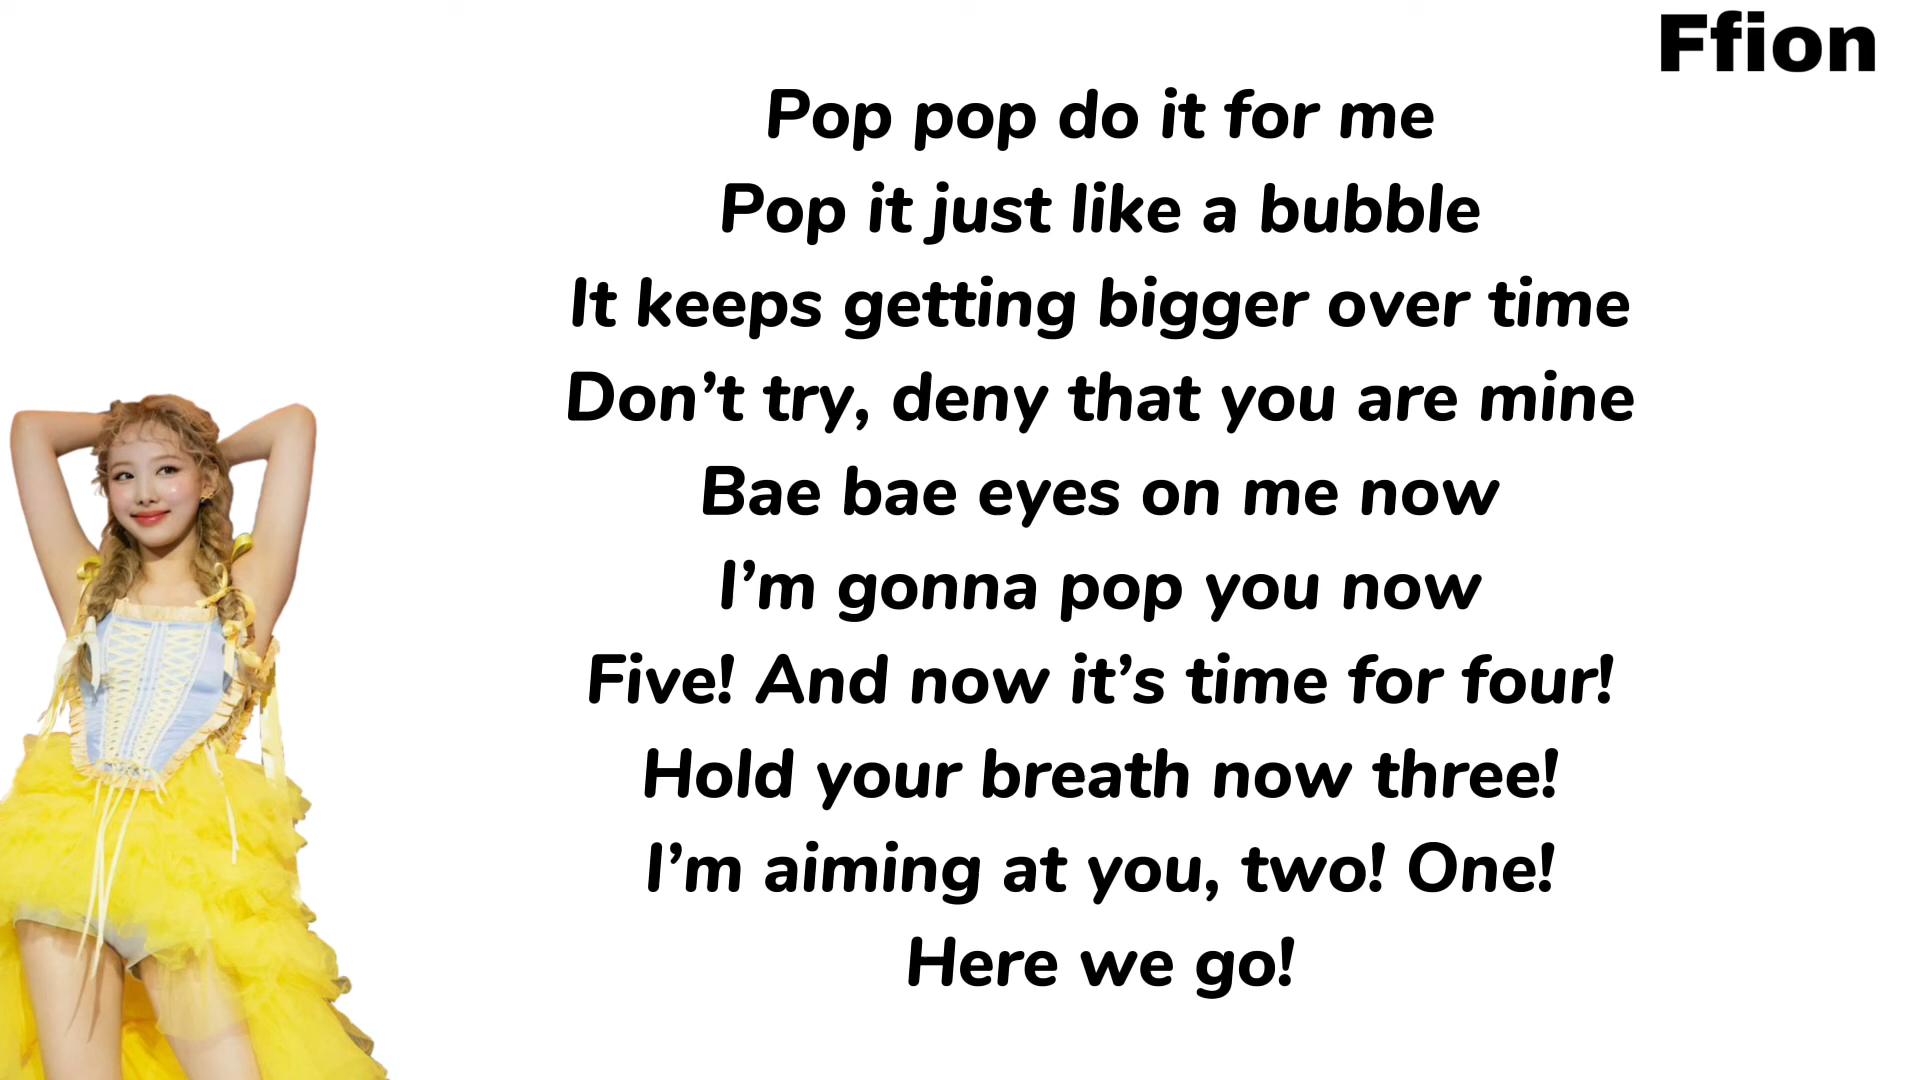 Ffion
Pop pop do it for me
Pop it just like a bubble
It keeps getting bigger over time
Don’t try, deny that you are mine
Bae bae eyes on me now
I’m gonna pop you now
Five! And now it’s time for four!
Hold your breath now three!
I’m aiming at you, two! One!
Here we go!